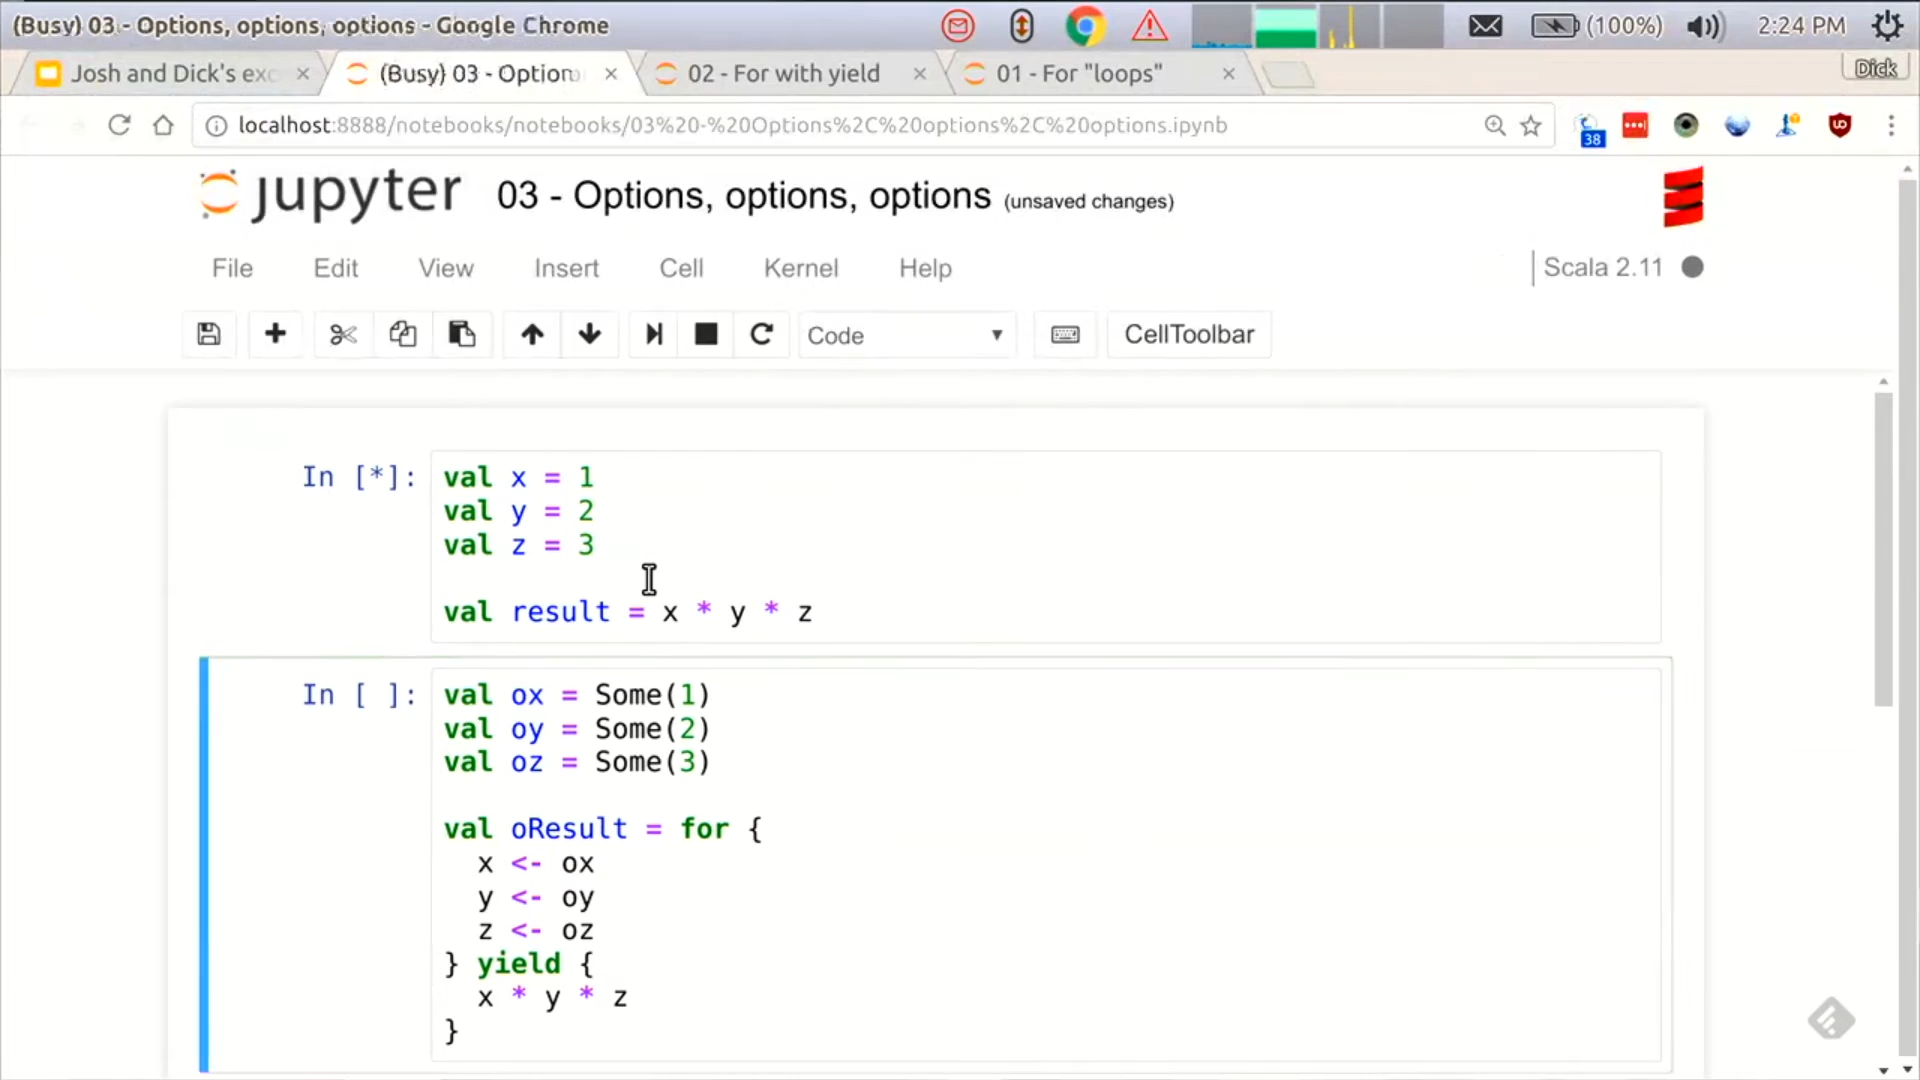 (Busy) 03 - Options, options, options - Google Chrome
(100%)
2:24 PM
Josh and Dick's exc
(Busy) 03 - Option
02 - For with yield
01 - For "loops"
Dick
localhost:8888/notebooks/notebooks/03%20-%20Options%2C%20options%2C%20options.ipynb
38
jupyter
03 - Options, options, options (unsaved changes)
File
Edit
View
Insert
Cell
Kernel
Help
Scala 2.11
Code
CellToolbar
In [*]:
val x = 1
val y = 2
val z = 3
val result = x * y * z
In [ ]:
val ox = Some(1)
val oy = Some(2)
val oz = Some(3)
val oResult = for {
  x <- ox
  y <- oy
  z <- oz
} yield {
  x * y * z
}